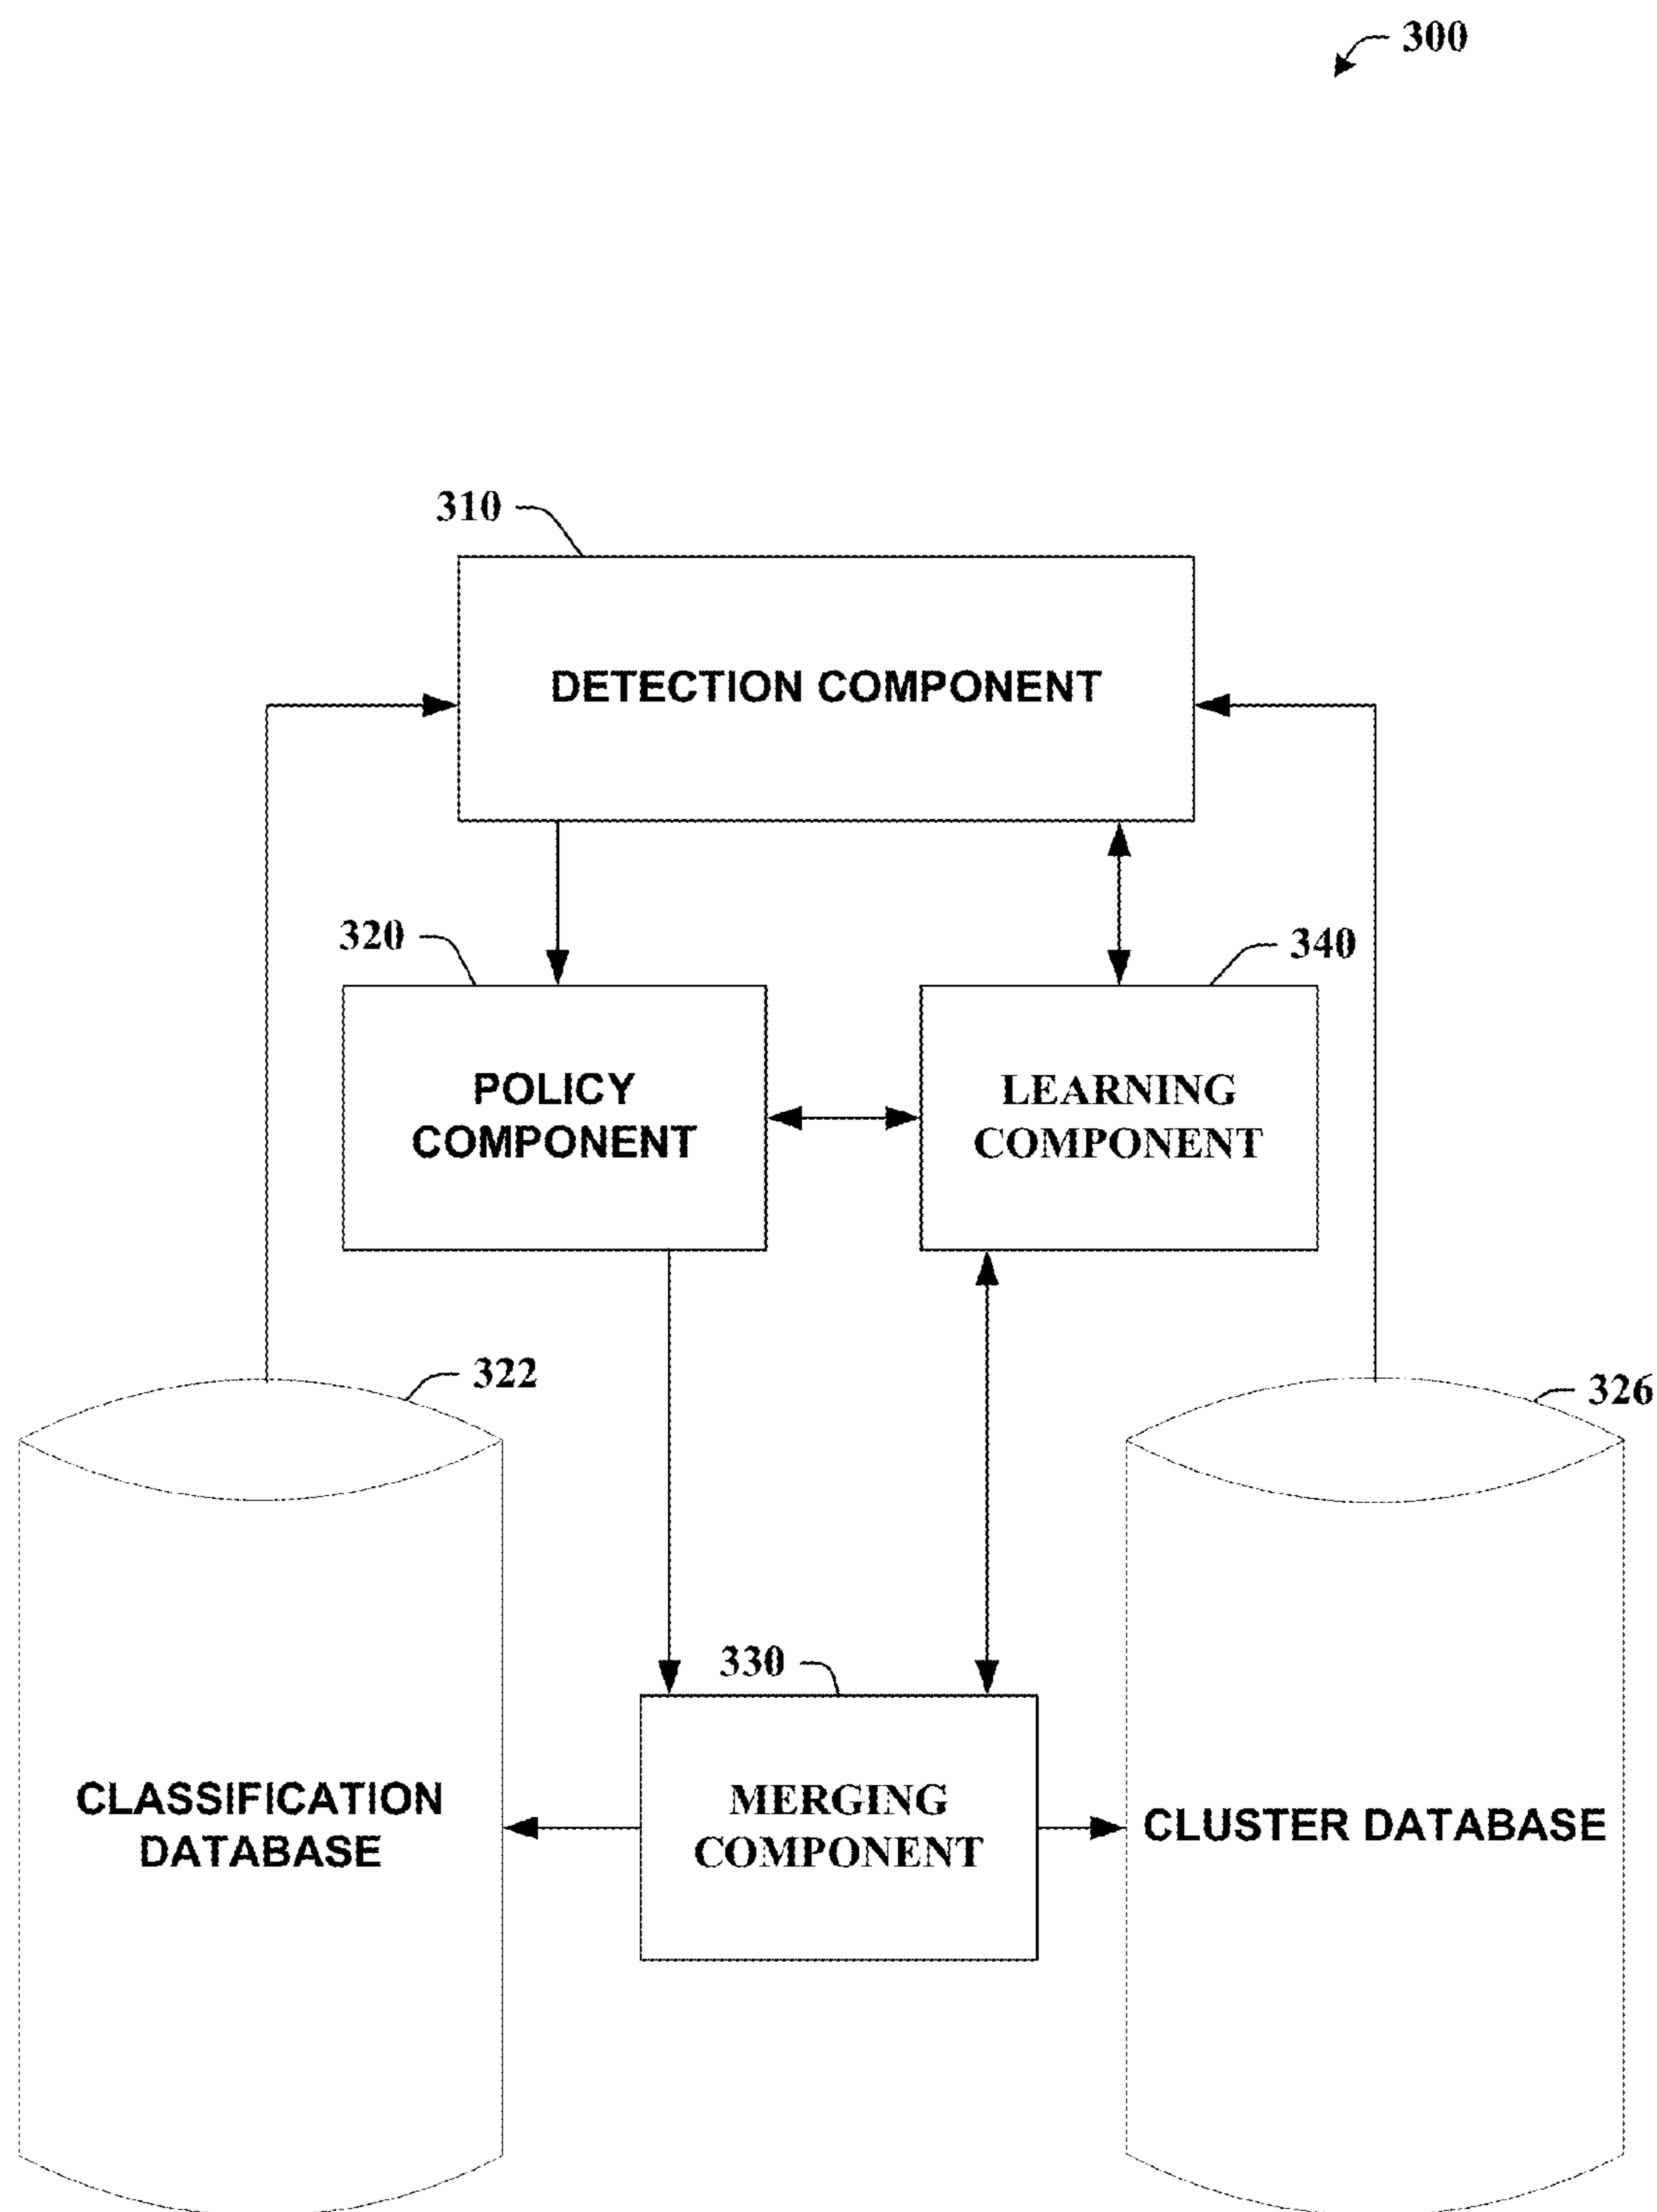 300
310
DETECTION COMPONENT
320
340
POLICY
COMPONENT
LEARNING
COMPONENT
322
326
330
CLASSIFICATION
DATABASE
MERGING
COMPONENT
CLUSTER DATABASE